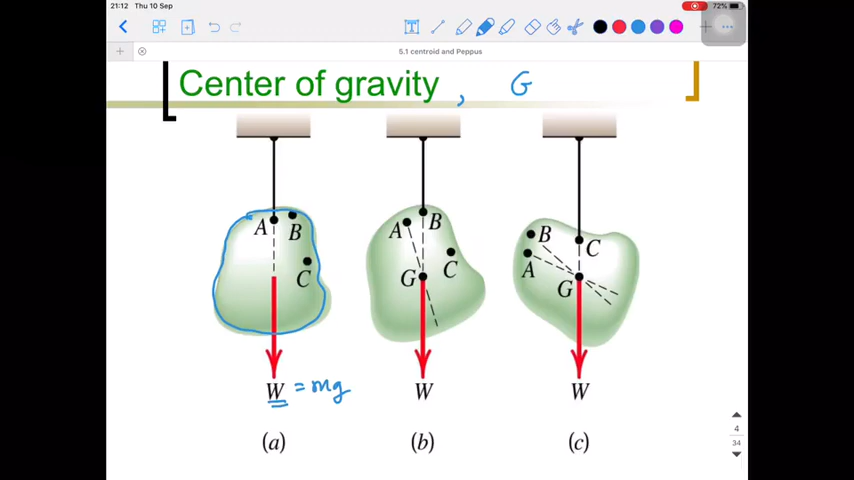 21:12 Thu 10 Sep
72%
5.1 centroid and Peppus
Center of gravity , G
A B C
W = mg
(a)
A B C G
W
(b)
B A C G
W
(c)
4
34